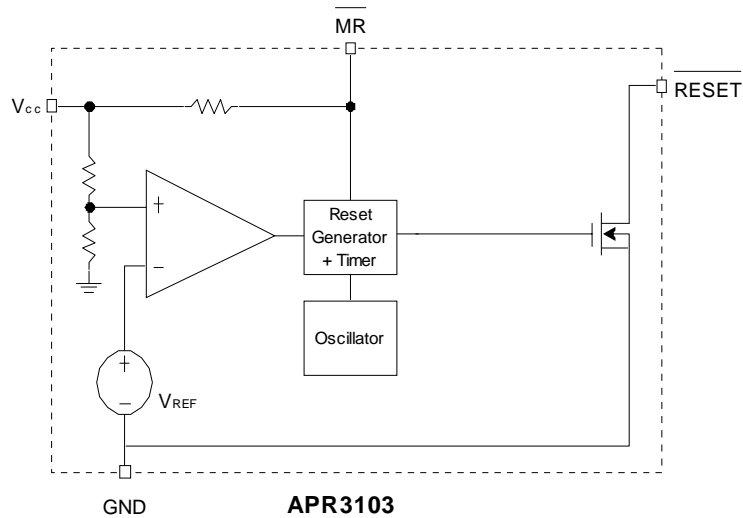 MR
RESET
Vcc
+
Reset
Generator
+ Timer
−
Oscillator
+
−
VREF
GND
APR3103